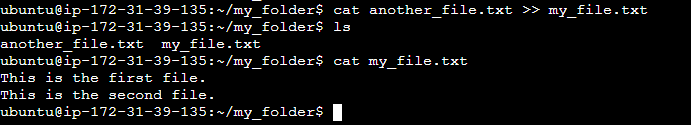 ubuntu@ip-172-31-39-135:~/my_folder$ cat another_file.txt >> my_file.txt
ubuntu@ip-172-31-39-135:~/my_folder$ ls
another_file.txt  my_file.txt
ubuntu@ip-172-31-39-135:~/my_folder$ cat my_file.txt
This is the first file.
This is the second file.
ubuntu@ip-172-31-39-135:~/my_folder$